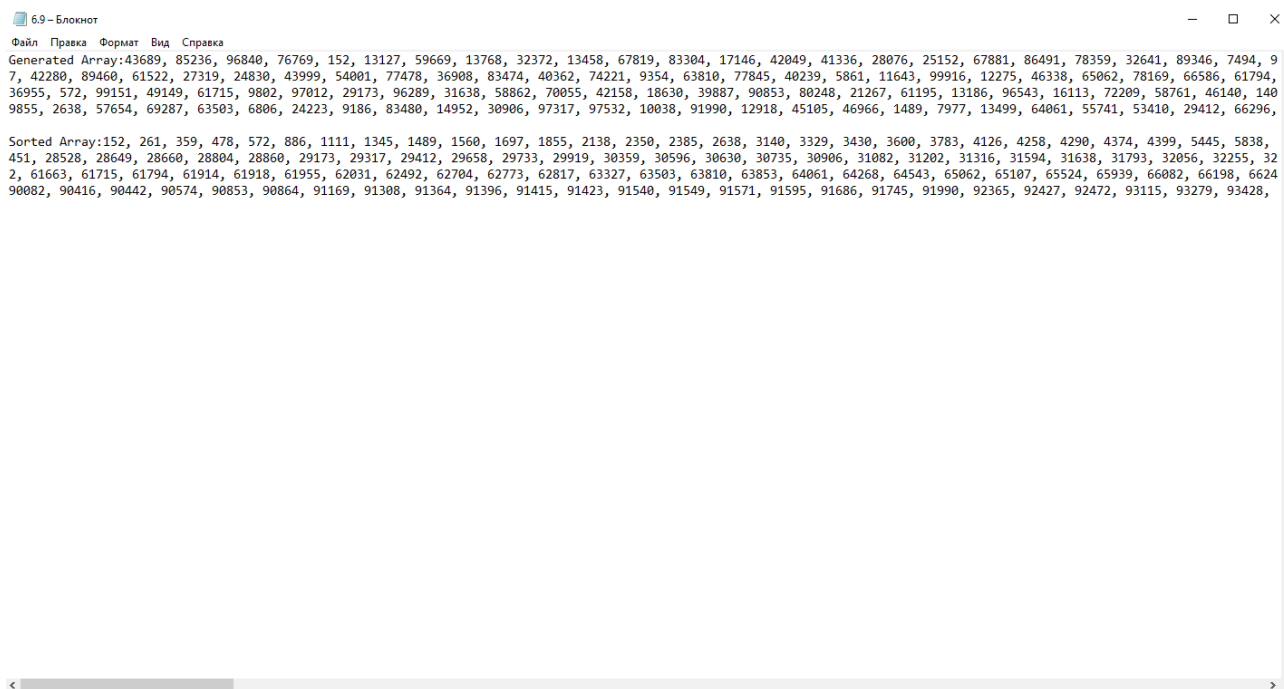 6.9 – Блокнот
Файл Правка Формат Вид Справка
Generated Array:43689, 85236, 96840, 76769, 152, 13127, 59669, 13768, 32372, 13458, 67819, 83304, 17146, 42049, 41336, 28076, 25152, 67881, 86491, 78359, 32641, 89346, 7494, 9
7, 42280, 89460, 61522, 27319, 24830, 43999, 54001, 77478, 36908, 83474, 40362, 74221, 9354, 63810, 77845, 40239, 5861, 11643, 99916, 12275, 46338, 65062, 78169, 66586, 61794,
36955, 572, 99151, 49149, 61715, 9802, 97012, 29173, 96289, 31638, 58862, 70055, 42158, 18630, 39887, 90853, 80248, 21267, 61195, 13186, 96543, 16113, 72209, 58761, 46140, 140
9855, 2638, 57654, 69287, 63503, 6806, 24223, 9186, 83480, 14952, 30906, 97317, 97532, 10038, 91990, 12918, 45105, 46966, 1489, 7977, 13499, 64061, 55741, 53410, 29412, 66296,
Sorted Array:152, 261, 359, 478, 572, 886, 1111, 1345, 1489, 1560, 1697, 1855, 2138, 2350, 2385, 2638, 3140, 3329, 3430, 3600, 3783, 4126, 4258, 4290, 4374, 4399, 5445, 5838,
451, 28528, 28649, 28660, 28804, 28860, 29173, 29317, 29412, 29658, 29733, 29919, 30359, 30596, 30630, 30735, 30906, 31082, 31202, 31316, 31594, 31638, 31793, 32056, 32255, 32
2, 61663, 61715, 61794, 61914, 61918, 61955, 62031, 62492, 62704, 62773, 62817, 63327, 63503, 63810, 63853, 64061, 64268, 64543, 65062, 65107, 65524, 65939, 66082, 66198, 6624
90082, 90416, 90442, 90574, 90853, 90864, 91169, 91308, 91364, 91396, 91415, 91423, 91540, 91549, 91571, 91595, 91686, 91745, 91990, 92365, 92427, 92472, 93115, 93279, 93428,